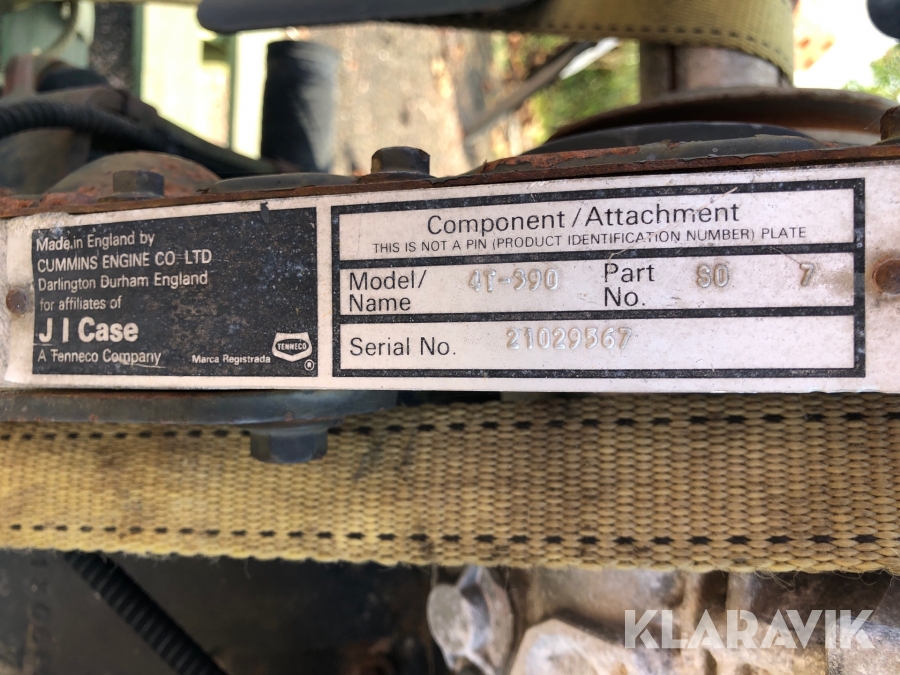 Made in England by
CUMMINS ENGINE CO LTD
Darlington Durham England
for affiliates of
J I Case
A Tenneco Company
Marca Registrada
TENNECO
®
Component/Attachment
THIS IS NOT A PIN (PRODUCT IDENTIFICATION NUMBER) PLATE
Model/Name 4T-390
Part No. SO 7
Serial No. 21029567
KLARAVIK